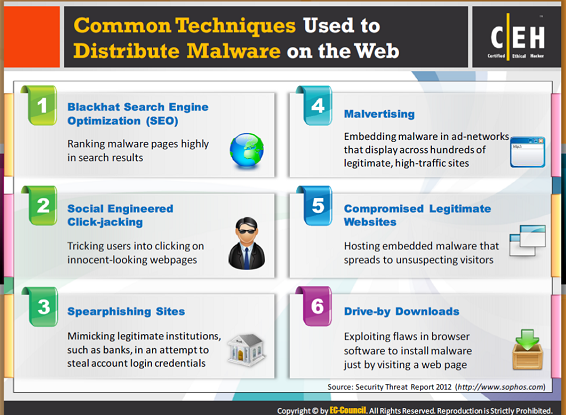 Common Techniques Used to
Distribute Malware on the Web
CEH
Certified Ethical Hacker
1
Blackhat Search Engine
Optimization (SEO)
Ranking malware pages highly
in search results
2
Social Engineered
Click-jacking
Tricking users into clicking on
innocent-looking webpages
3
Spearphishing Sites
Mimicking legitimate institutions,
such as banks, in an attempt to
steal account login credentials
4
Malvertising
Embedding malware in ad-networks
that display across hundreds of
legitimate, high-traffic sites
5
Compromised Legitimate
Websites
Hosting embedded malware that
spreads to unsuspecting visitors
6
Drive-by Downloads
Exploiting flaws in browser
software to install malware
just by visiting a web page
Source: Security Threat Report 2012 (http://www.sophos.com)
Copyright © by EC-Council. All Rights Reserved. Reproduction is Strictly Prohibited.